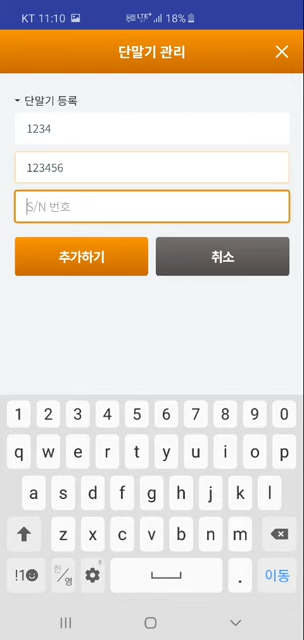 KT 11:10 LTE+ 18%
단말기 관리
단말기 등록
1234
123456
S/N 번호
추가하기 취소
1 2 3 4 5 6 7 8 9 0
q w e r t y u i o p
a s d f g h j k l
z x c v b n m
!1☻ 한/영 . 이동